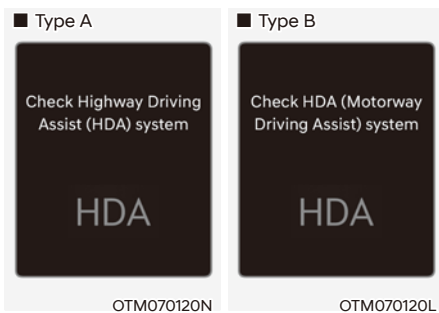 ■ Type A
Check Highway Driving
Assist (HDA) system
HDA
OTM070120N
■ Type B
Check HDA (Motorway
Driving Assist) system
HDA
OTM070120L